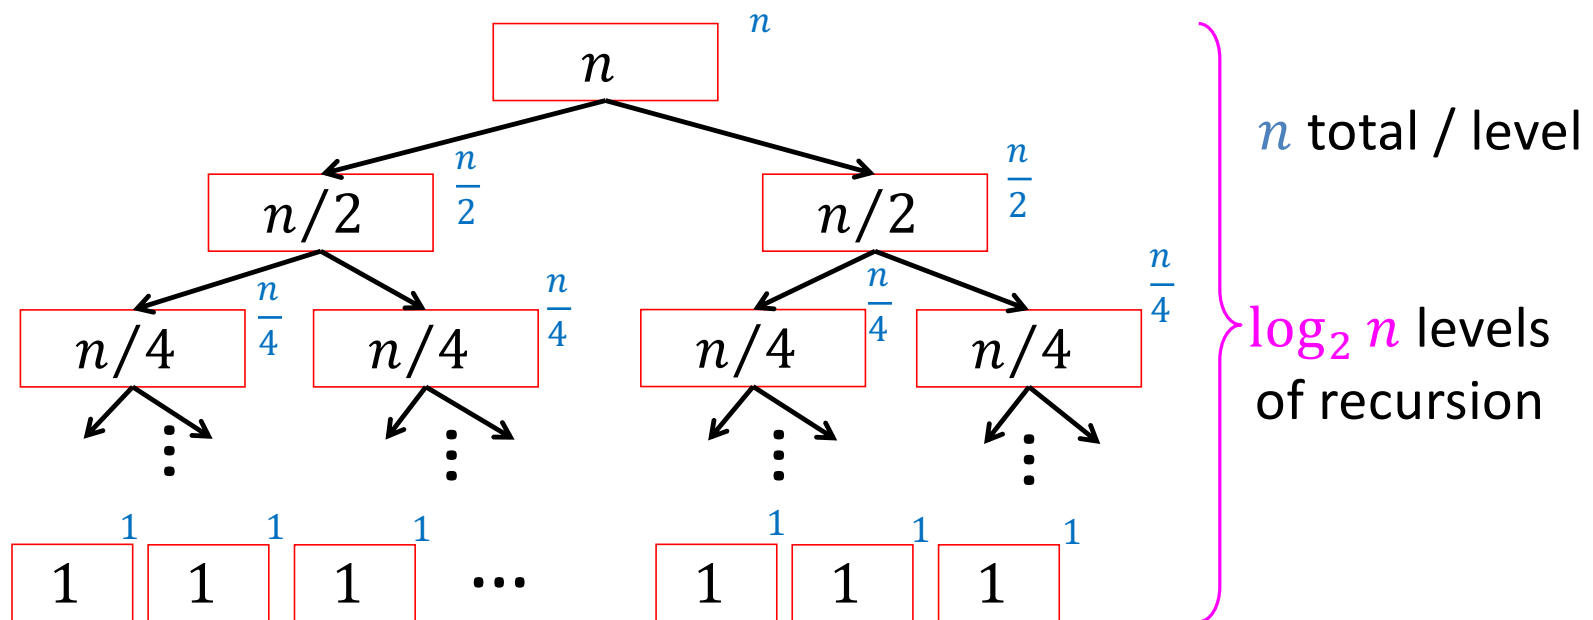 n
n
n total / level
n/2
n/2
n/2
n/2
n/4
n/4
n/4
n/4
n/4
n/4
n/4
n/4
log₂ n levels
of recursion
1
1
1
1
1
1
1
1
1
...
1
1
1